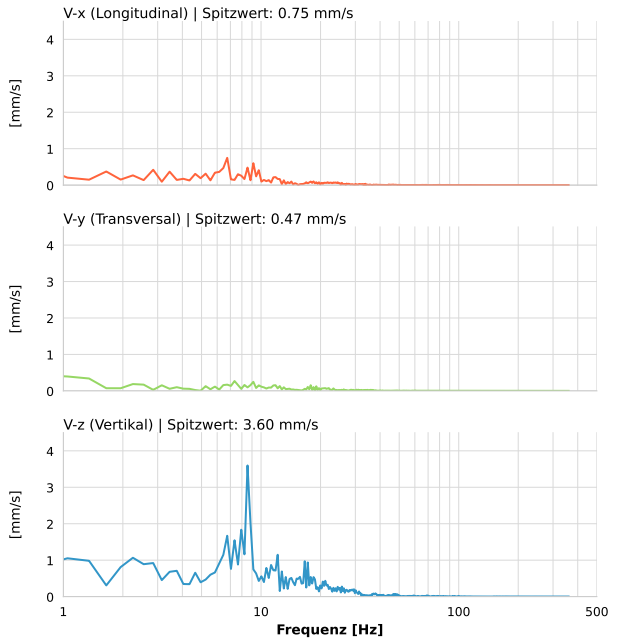 V-x (Longitudinal) | Spitzwert: 0.75 mm/s
4
3
2
1
0
[mm/s]
V-y (Transversal) | Spitzwert: 0.47 mm/s
4
3
2
1
0
[mm/s]
V-z (Vertikal) | Spitzwert: 3.60 mm/s
4
3
2
1
0
[mm/s]
1 10 100 500
Frequenz [Hz]